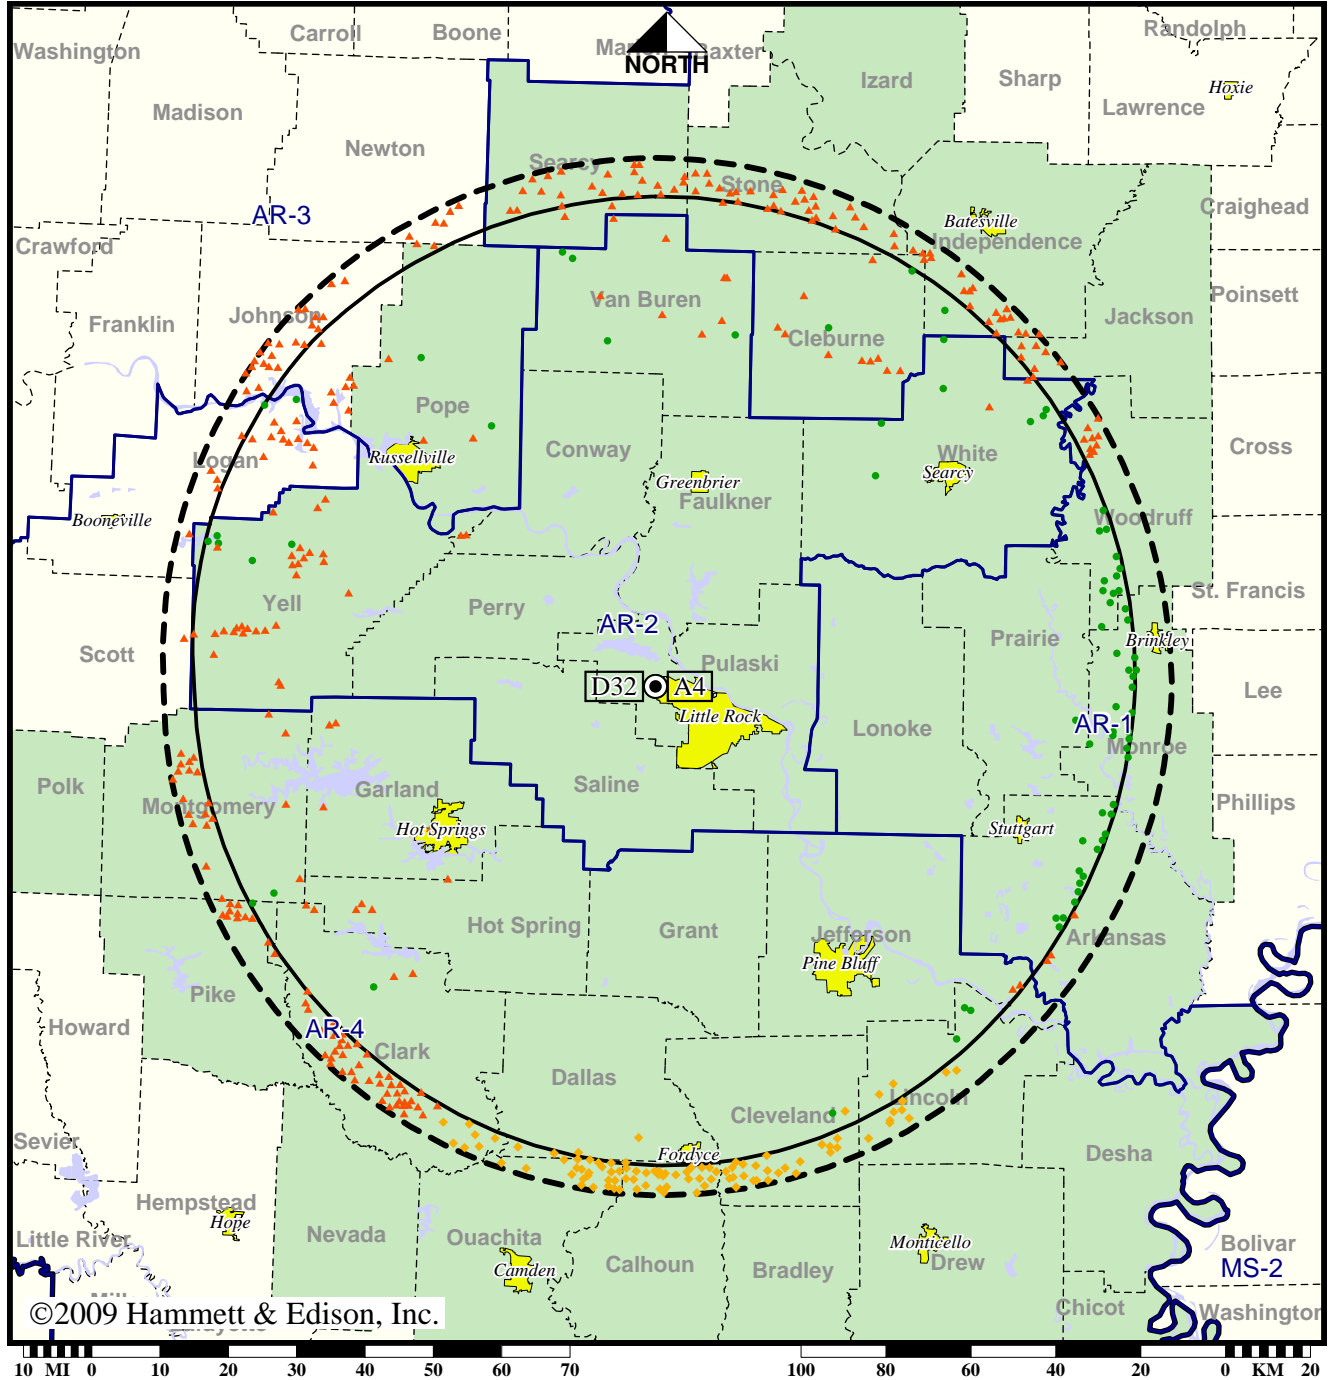 Carroll
Boone
Randolph
Washington
Baxter
NORTH
Izard
Sharp
Hoxie
Madison
Lawrence
Newton
Searcy
Stone
AR-3
Craighead
Batesville
Independence
Crawford
Van Buren
Poinsett
Franklin
Johnson
Jackson
Cleburne
Pope
Conway
Cross
Russellville
White
Logan
Searcy
Greenbrier
Faulkner
Booneville
Woodruff
St. Francis
Yell
Perry
AR-2
Prairie
Brinkley
Scott
Pulaski
D32
A4
Lee
Little Rock
Lonoke
AR-1
Monroe
Polk
Saline
Garland
Montgomery
Phillips
Hot Springs
Stuttgart
Hot Spring
Grant
Jefferson
Arkansas
Pine Bluff
Pike
Howard
AR-4
Clark
Dallas
Lincoln
Cleveland
Sevier
Fordyce
Desha
Hempstead
Hope
Nevada
Ouachita
Little River
Monticello
Bolivar
Camden
Calhoun
Bradley
Drew
MS-2
Chicot
Washington
©2009 Hammett & Edison, Inc.
10 MI 0 10 20 30 40 50 60 70 100 80 60 40 20 0 KM 20